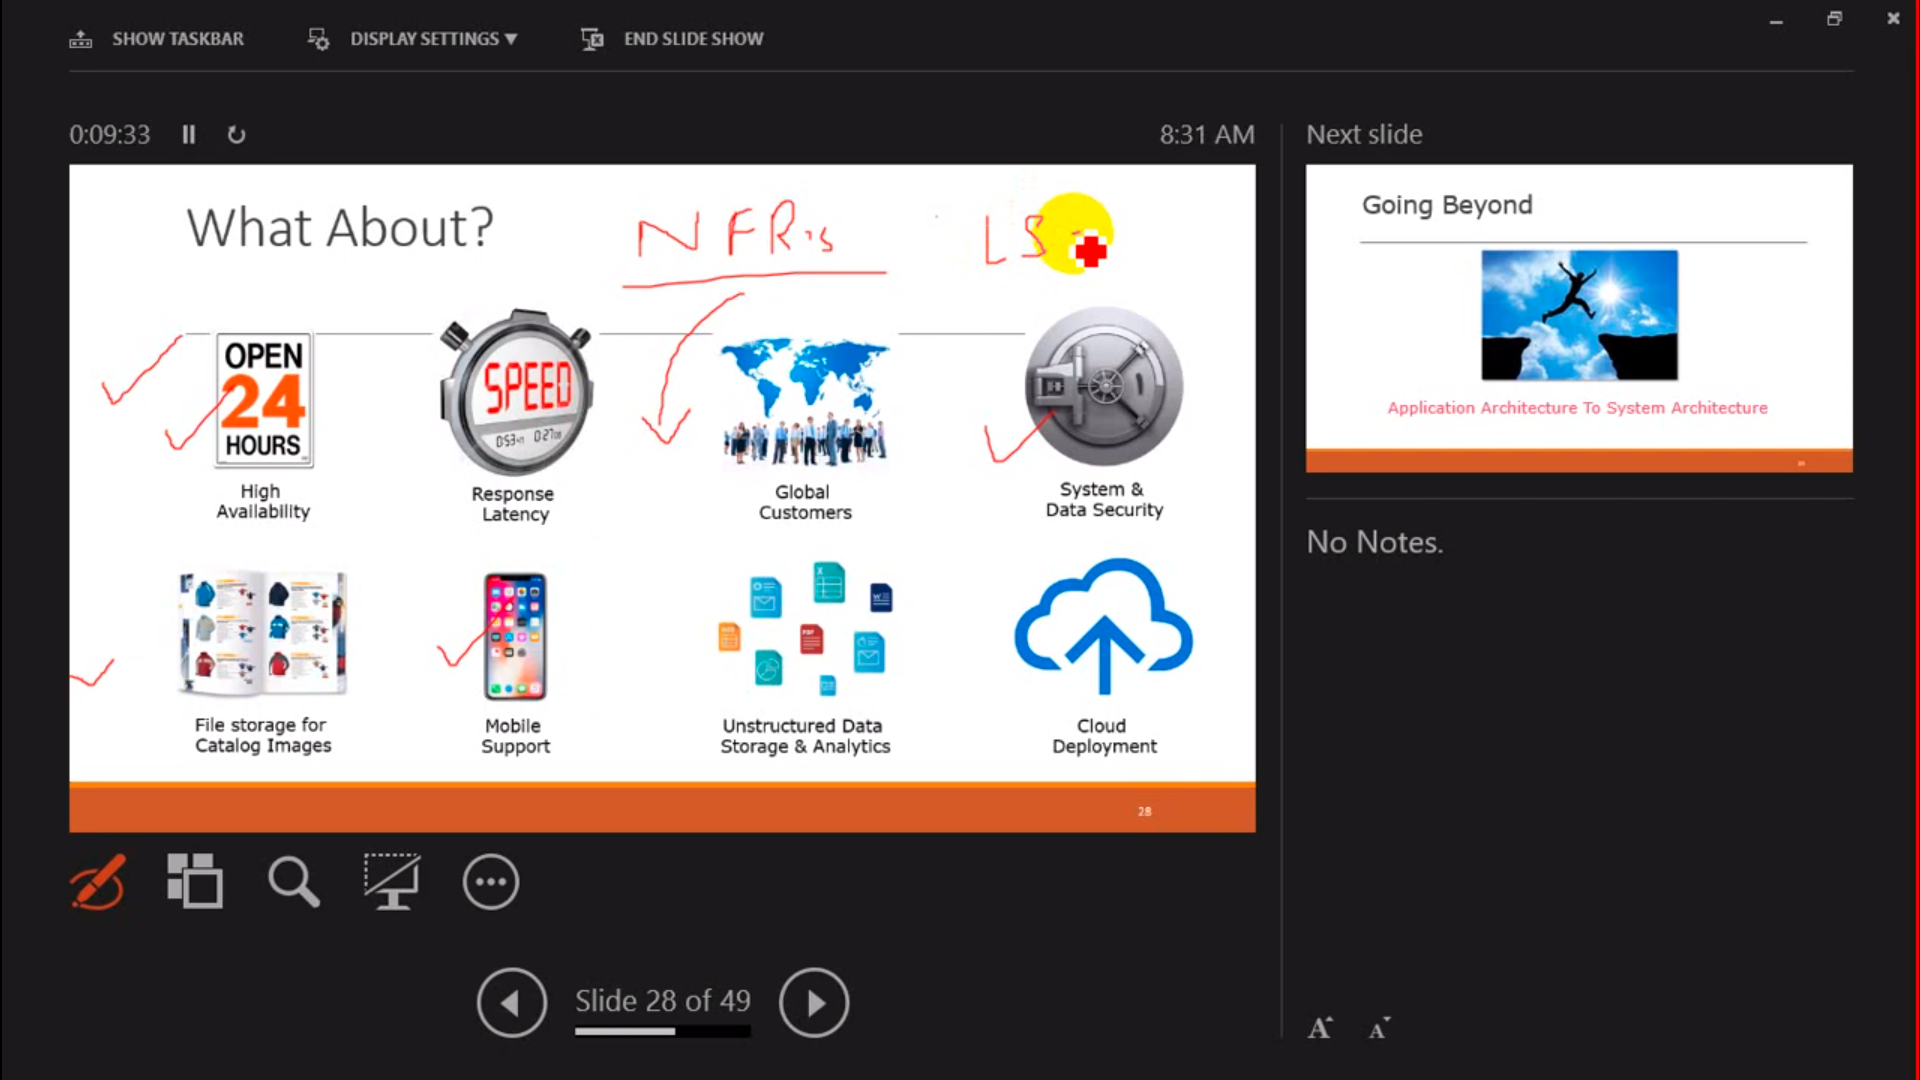 SHOW TASKBAR
DISPLAY SETTINGS ▼
END SLIDE SHOW
0:09:33
8:31 AM
Next slide
What About?
NFR's
LS
OPEN
24
HOURS
SPEED
High
Availability
Response
Latency
Global
Customers
System &
Data Security
File storage for
Catalog Images
Mobile
Support
Unstructured Data
Storage & Analytics
Cloud
Deployment
28
Going Beyond
Application Architecture To System Architecture
No Notes.
Slide 28 of 49
A A